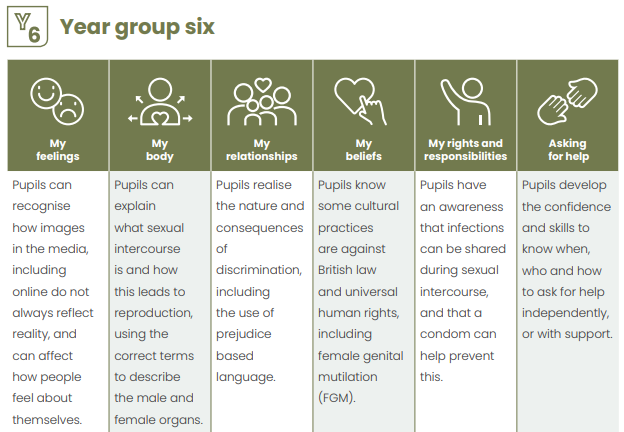 Y6
Year group six
My
feelings
Pupils can
recognise
how images
in the media,
including
online do not
always reflect
reality, and
can affect
how people
feel about
themselves.
My
body
Pupils can
explain
what sexual
intercourse
is and how
this leads to
reproduction,
using the
correct terms
to describe
the male and
female organs.
My
relationships
Pupils realise
the nature and
consequences
of
discrimination,
including
the use of
prejudice
based
language.
My
beliefs
Pupils know
some cultural
practices
are against
British law
and universal
human rights,
including
female genital
mutilation
(FGM).
My rights and
responsibilities
Pupils have
an awareness
that infections
can be shared
during sexual
intercourse,
and that a
condom can
help prevent
this.
Asking
for help
Pupils develop
the confidence
and skills to
know when,
who and how
to ask for help
independently,
or with support.